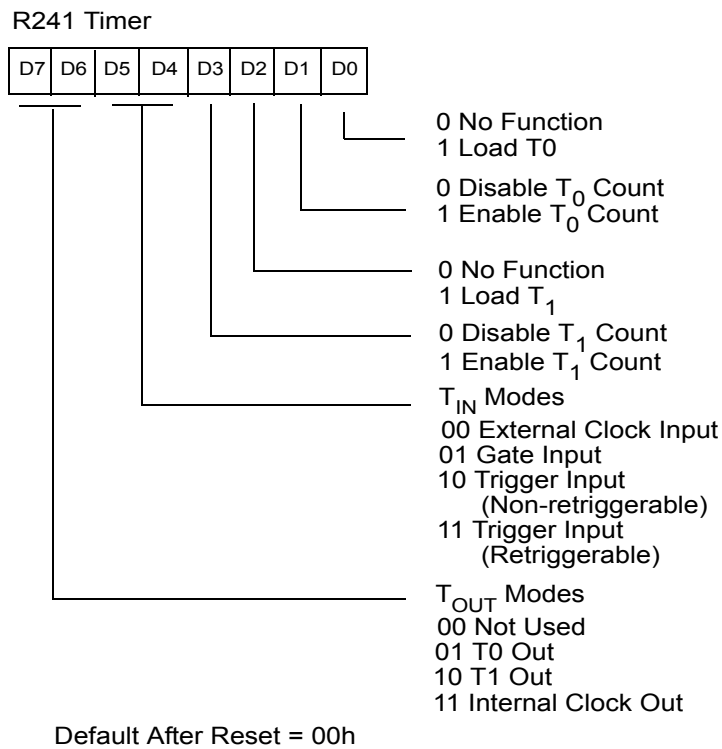 R241 Timer
D7 D6 D5 D4 D3 D2 D1 D0
0 No Function
1 Load T0
0 Disable T0 Count
1 Enable T0 Count
0 No Function
1 Load T1
0 Disable T1 Count
1 Enable T1 Count
TIN Modes
00 External Clock Input
01 Gate Input
10 Trigger Input
(Non-retriggerable)
11 Trigger Input
(Retriggerable)
TOUT Modes
00 Not Used
01 T0 Out
10 T1 Out
11 Internal Clock Out
Default After Reset = 00h